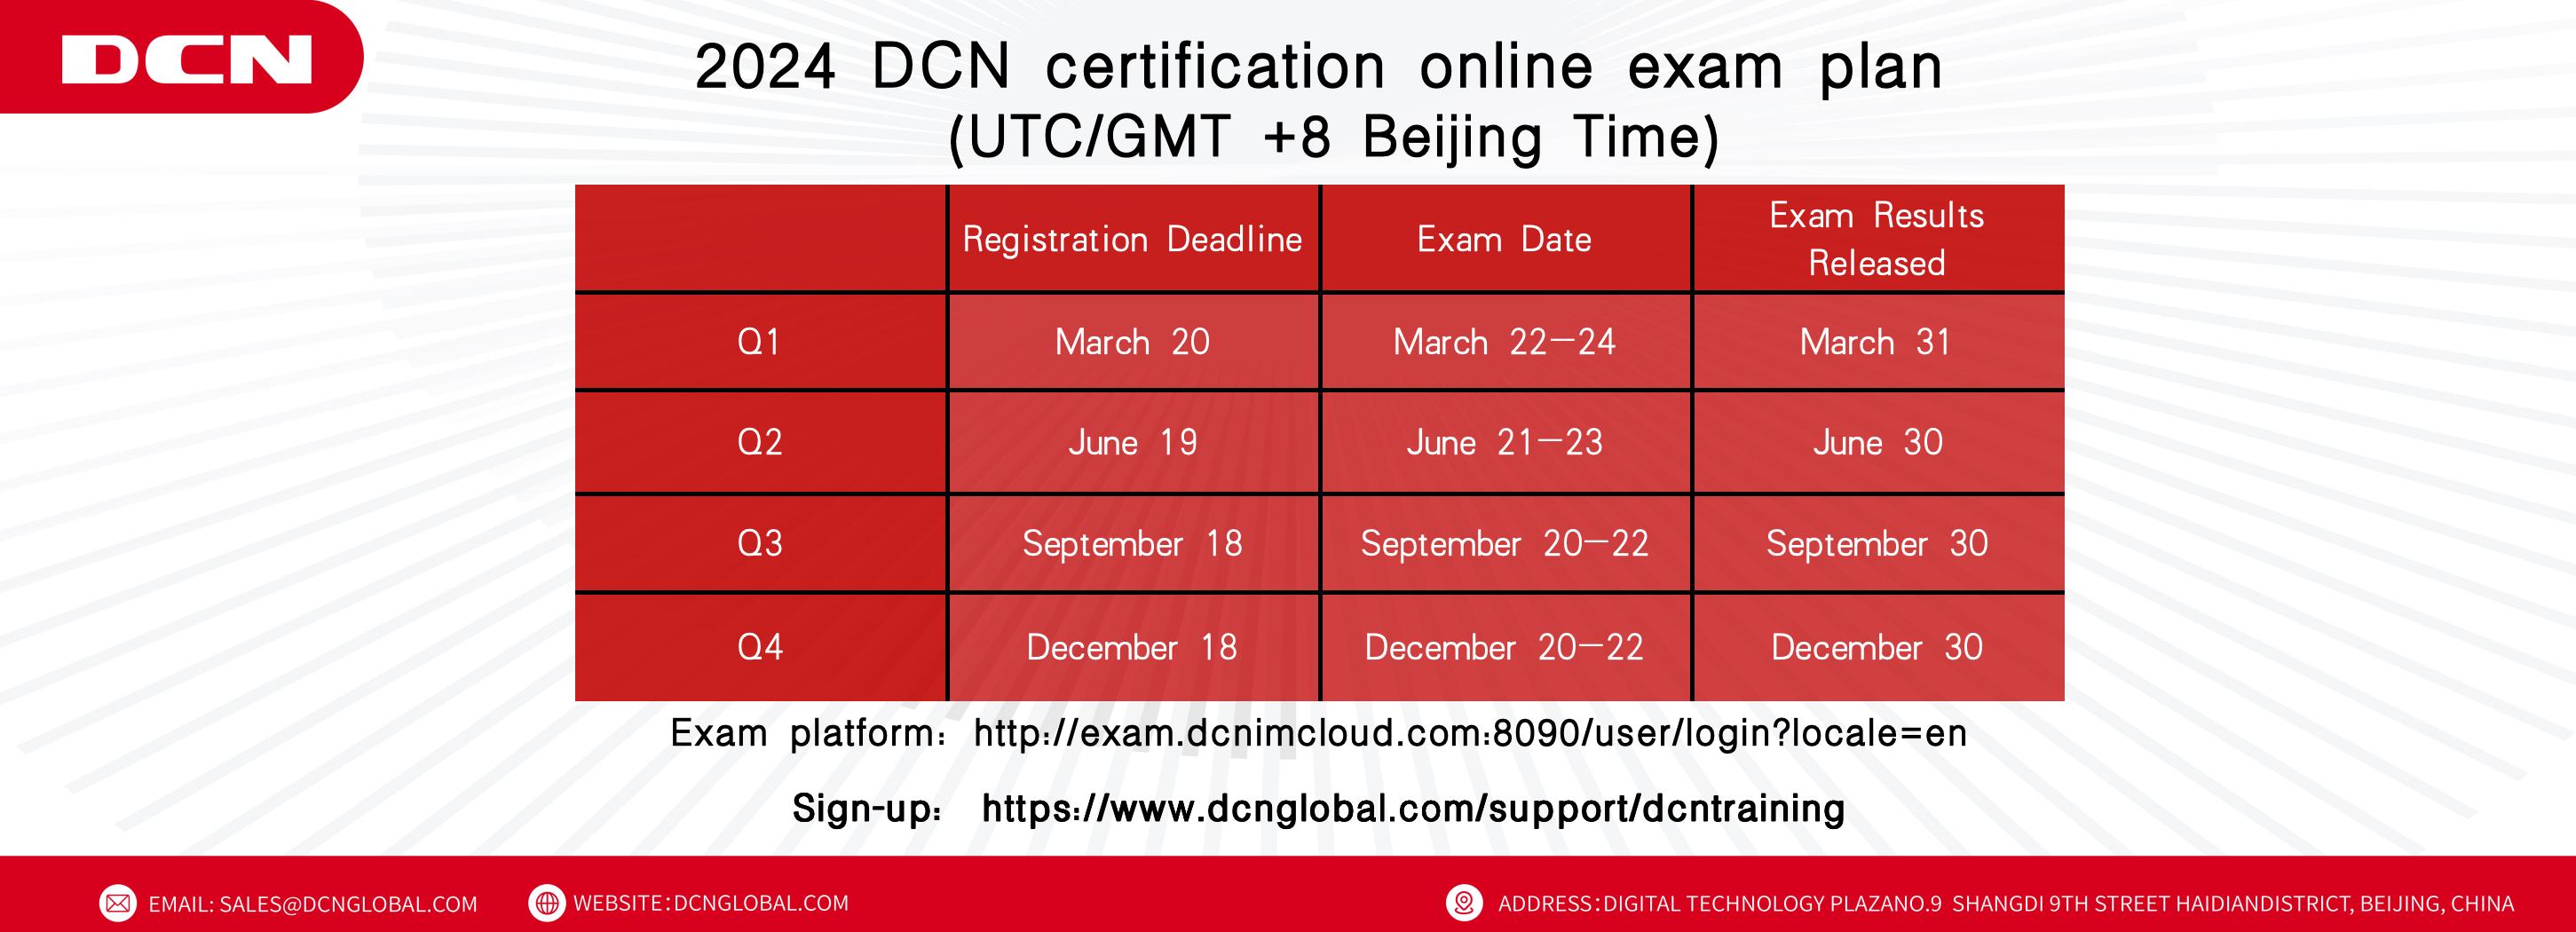 DCN
2024 DCN certification online exam plan
(UTC/GMT +8 Beijing Time)
Registration Deadline
Exam Date
Exam Results
Released
Q1
March 20
March 22—24
March 31
Q2
June 19
June 21—23
June 30
Q3
September 18
September 20—22
September 30
Q4
December 18
December 20—22
December 30
Exam platform: http://exam.dcnimcloud.com:8090/user/login?locale=en
Sign-up: https://www.dcnglobal.com/support/dcntraining
EMAIL: SALES@DCNGLOBAL.COM
WEBSITE:DCNGLOBAL.COM
ADDRESS:DIGITAL TECHNOLOGY PLAZANO.9 SHANGDI 9TH STREET HAIDIANDISTRICT, BEIJING, CHINA